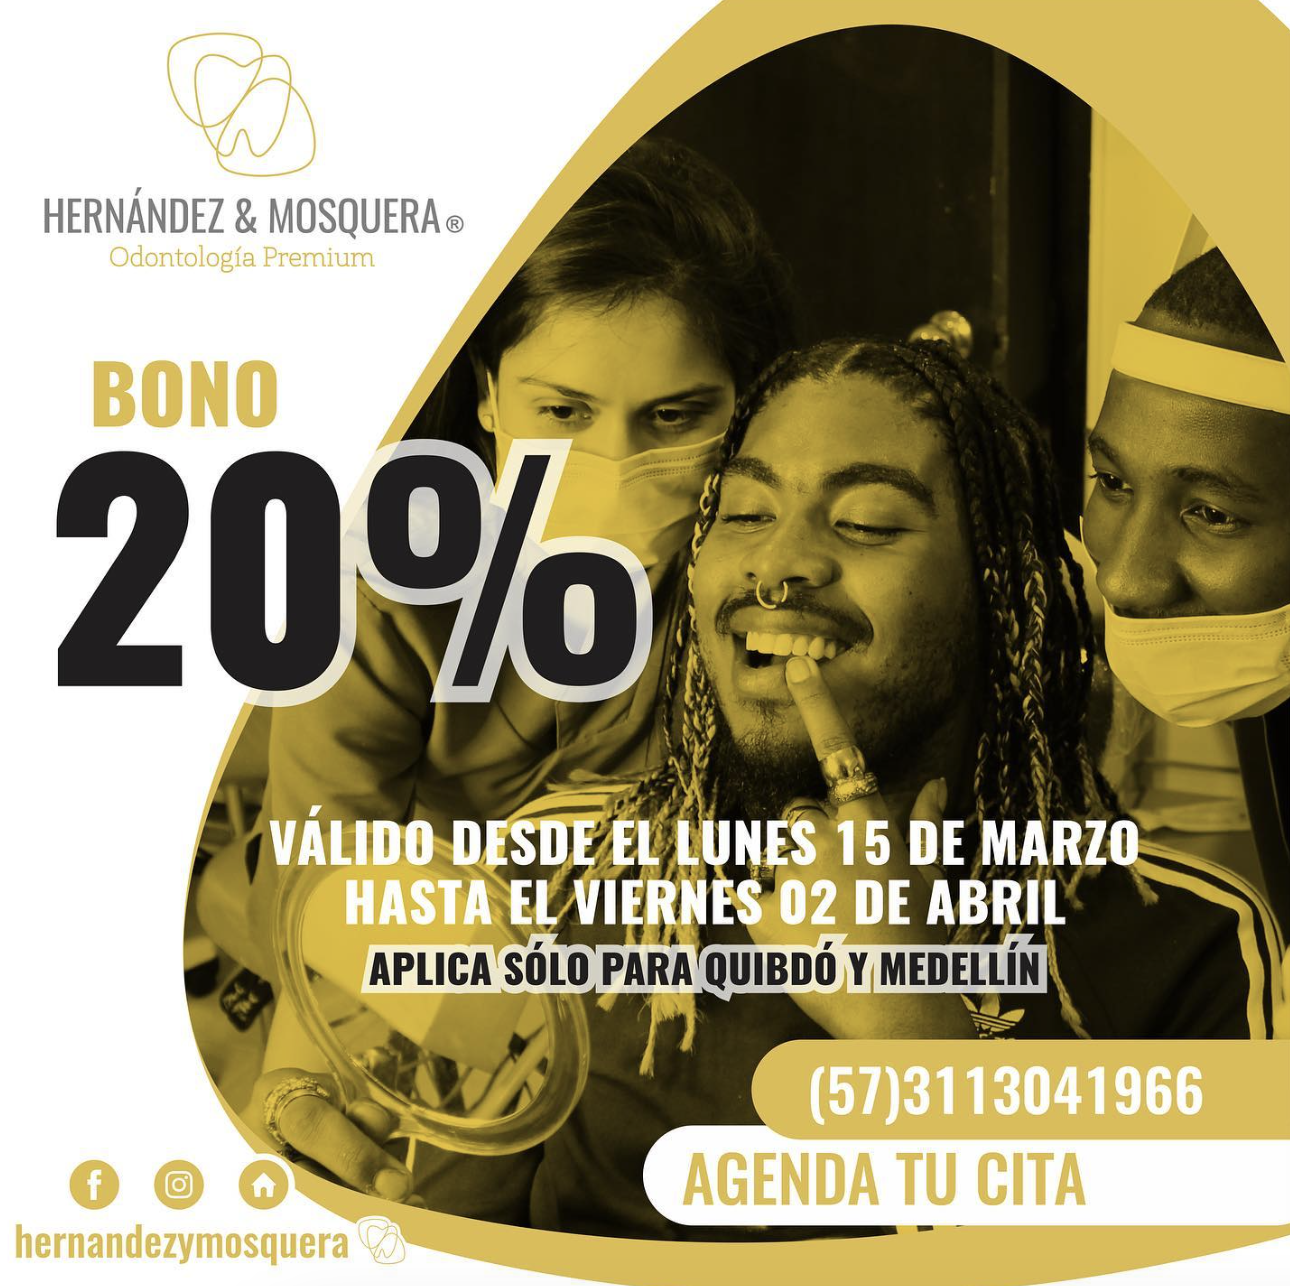 HERNÁNDEZ & MOSQUERA®
Odontología Premium
BONO
20%
VÁLIDO DESDE EL LUNES 15 DE MARZO
HASTA EL VIERNES 02 DE ABRIL
APLICA SÓLO PARA QUIBDÓ Y MEDELLÍN
(57)3113041966
AGENDA TU CITA
hernandezymosquera